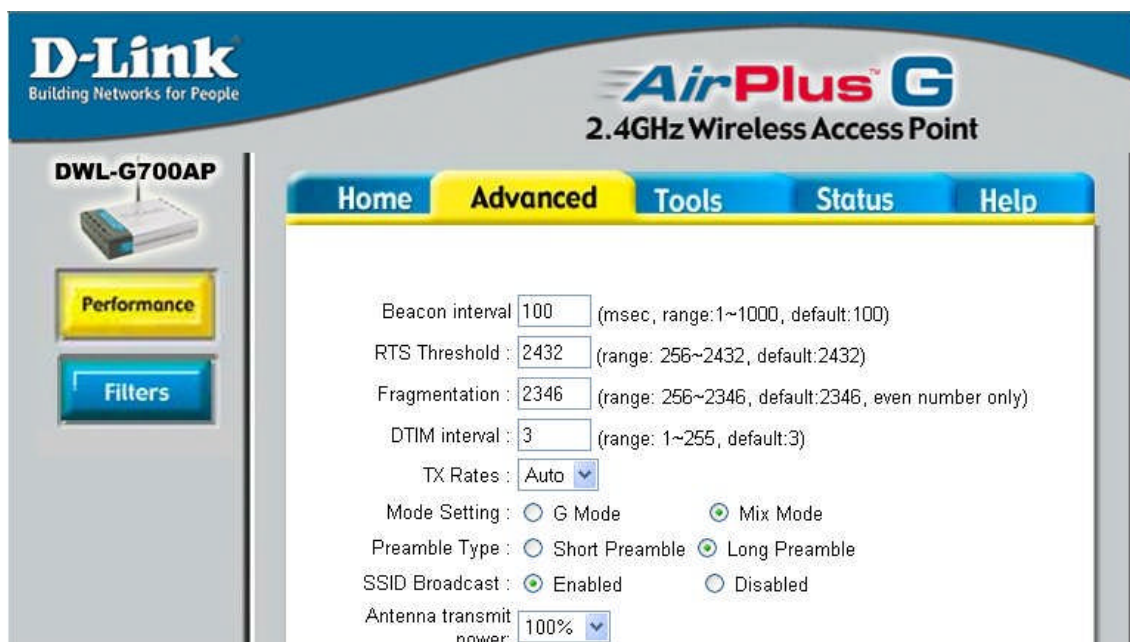 D-Link
Building Networks for People
AirPlus™ G
2.4GHz Wireless Access Point
DWL-G700AP
Home Advanced Tools Status Help
Performance
Filters
Beacon interval 100 (msec, range:1~1000, default:100)
RTS Threshold : 2432 (range: 256~2432, default:2432)
Fragmentation : 2346 (range: 256~2346, default:2346, even number only)
DTIM interval : 3 (range: 1~255, default:3)
TX Rates : Auto
Mode Setting : G Mode Mix Mode
Preamble Type : Short Preamble Long Preamble
SSID Broadcast : Enabled Disabled
Antenna transmit
power: 100%